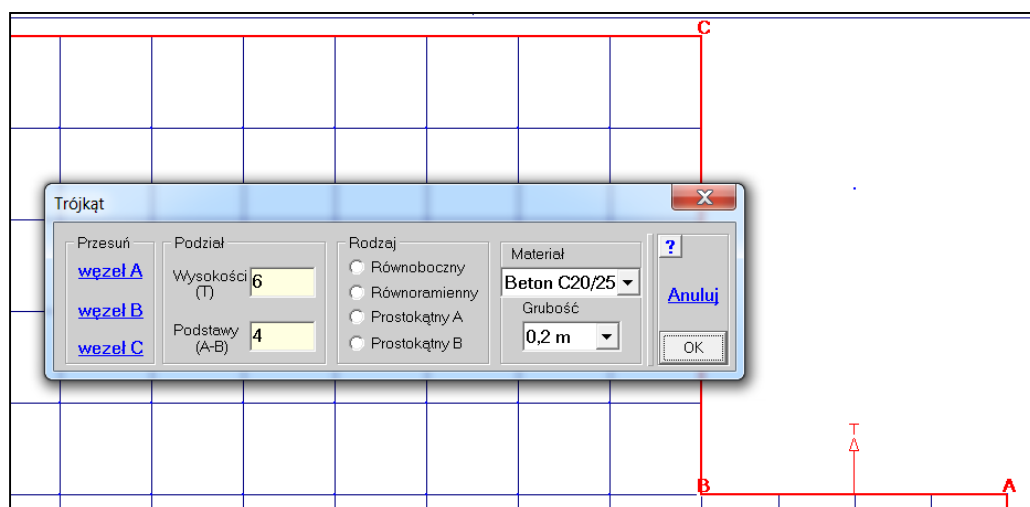 C
Trójkąt
X
Przesuń
węzeł A
węzeł B
węzeł C
Podział
Wysokości
(T)
6
Podstawy
(A-B)
4
Rodzaj
Równoboczny
Równoramienny
Prostokątny A
Prostokątny B
Materiał
Beton C20/25
Grubość
0,2 m
?
Anuluj
OK
T
B
A